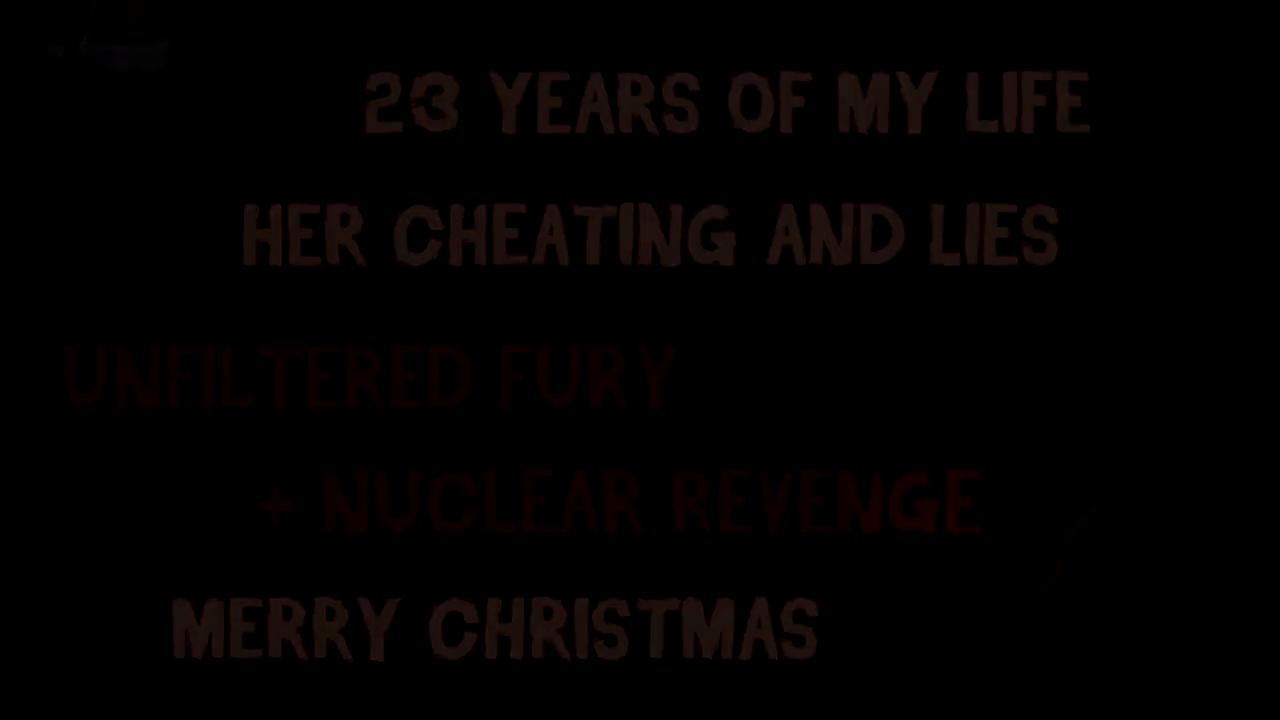 23 YEARS OF MY LIFE
HER CHEATING AND LIES
UNFILTERED FURY
+ NUCLEAR REVENGE
MERRY CHRISTMAS